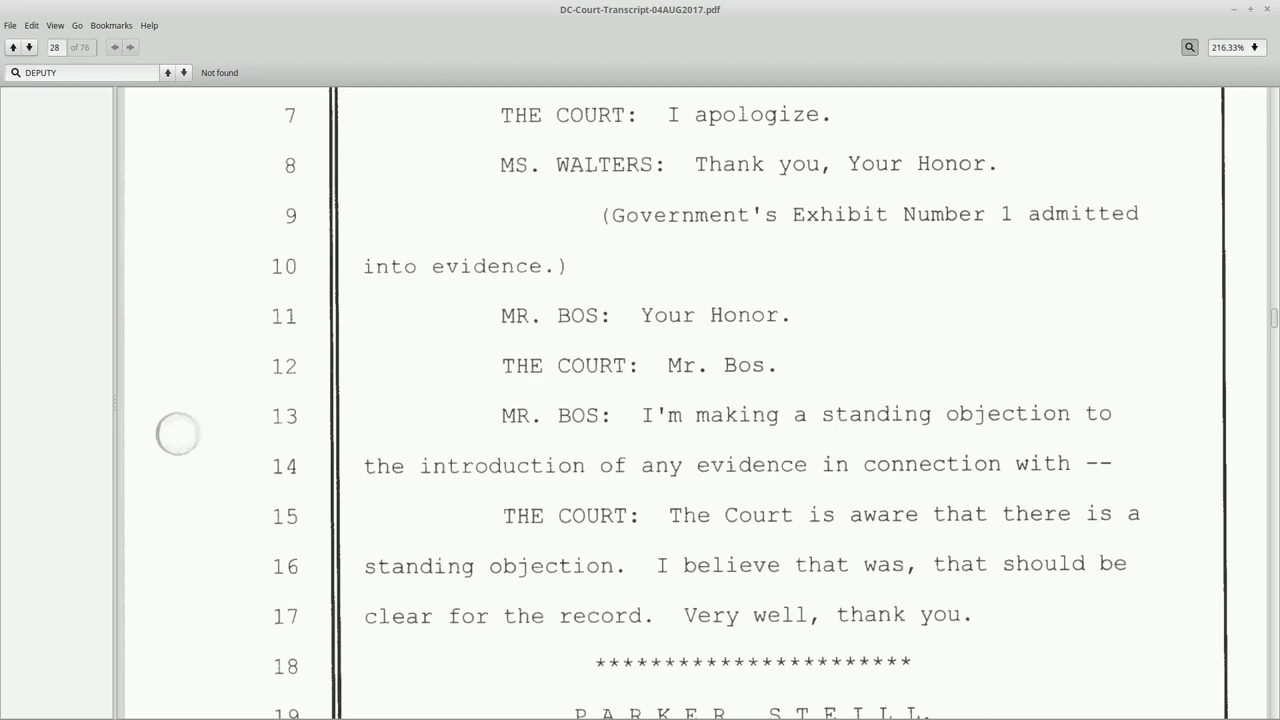 DC-Court-Transcript-04AUG2017.pdf
File Edit View Go Bookmarks Help
28 of 76 216.33%
DEPUTY Not found
7 THE COURT: I apologize.
8 MS. WALTERS: Thank you, Your Honor.
9 (Government's Exhibit Number 1 admitted
10 into evidence.)
11 MR. BOS: Your Honor.
12 THE COURT: Mr. Bos.
13 MR. BOS: I'm making a standing objection to
14 the introduction of any evidence in connection with --
15 THE COURT: The Court is aware that there is a
16 standing objection. I believe that was, that should be
17 clear for the record. Very well, thank you.
18 ***********************
19 P A R K E R S T E I L L,